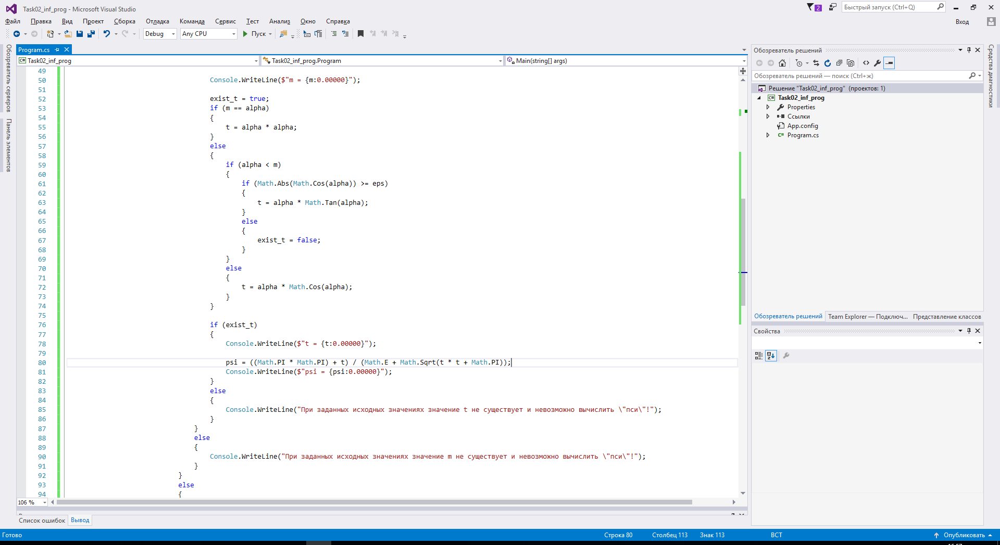 Task02_inf_prog - Microsoft Visual Studio
2
Быстрый запуск (Ctrl+Q)
Файл Правка Вид Проект Сборка Отладка Команда Сервис Тест Анализ Окно Справка
Вход
Debug Any CPU Пуск
Обозреватель серверов
Панель элементов
Program.cs
Task02_inf_prog Task02_inf_prog.Program Main(string[] args)
49
50 Console.WriteLine($"m = {m:0.00000}");
51
52 exist_t = true;
53 if (m == alpha)
54 {
55 t = alpha * alpha;
56 }
57 else
58 {
59 if (alpha < m)
60 {
61 if (Math.Abs(Math.Cos(alpha)) >= eps)
62 {
63 t = alpha * Math.Tan(alpha);
64 }
65 else
66 {
67 exist_t = false;
68 }
69 }
70 else
71 {
72 t = alpha * Math.Cos(alpha);
73 }
74 }
75
76 if (exist_t)
77 {
78 Console.WriteLine($"t = {t:0.00000}");
79
80 psi = ((Math.PI * Math.PI) + t) / (Math.E + Math.Sqrt(t * t + Math.PI));
81 Console.WriteLine($"psi = {psi:0.00000}");
82 }
83 else
84 {
85 Console.WriteLine("При заданных исходных значениях значение t не существует и невозможно вычислить \"пси\"!");
86 }
87 }
88 else
89 {
90 Console.WriteLine("При заданных исходных значениях значение m не существует и невозможно вычислить \"пси\"!");
91 }
92 }
93 else
94 {
106 %
Список ошибок Вывод
Обозреватель решений
Обозреватель решений — поиск (Ctrl+ж)
Решение "Task02_inf_prog" (проектов: 1)
C# Task02_inf_prog
Properties
Ссылки
App.config
C# Program.cs
Обозреватель решений Team Explorer — Подключ... Представление классов
Свойства
Средства диагностики
Готово Строка 80 Столбец 113 Знак 113 ВСТ Опубликовать